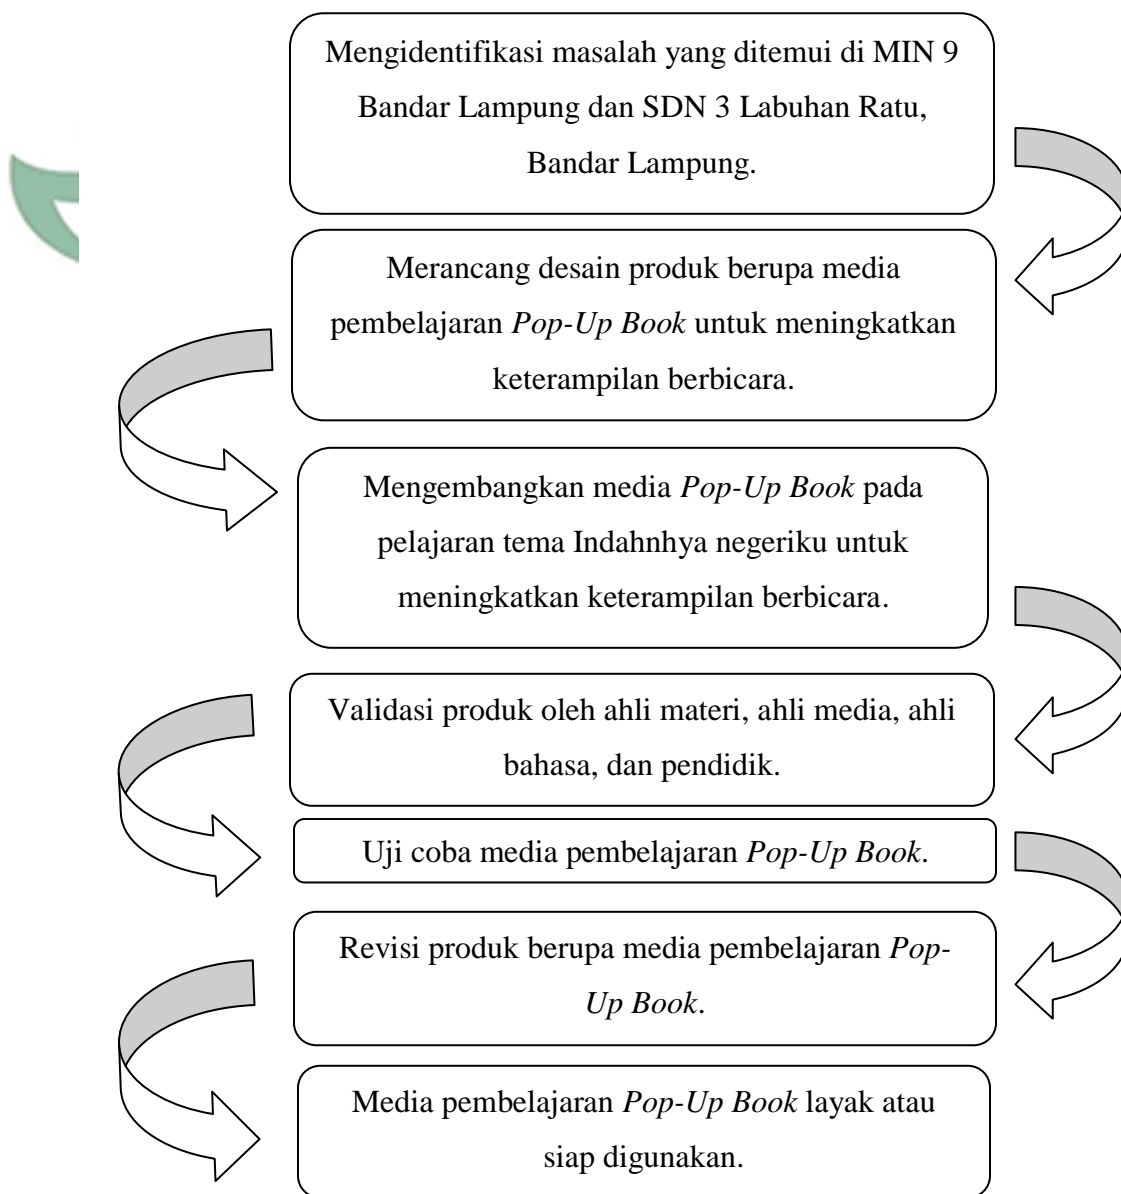 Mengidentifikasi masalah yang ditemui di MIN 9
Bandar Lampung dan SDN 3 Labuhan Ratu,
Bandar Lampung.
Merancang desain produk berupa media
pembelajaran Pop-Up Book untuk meningkatkan
keterampilan berbicara.
Mengembangkan media Pop-Up Book pada
pelajaran tema Indahnhya negeriku untuk
meningkatkan keterampilan berbicara.
Validasi produk oleh ahli materi, ahli media, ahli
bahasa, dan pendidik.
Uji coba media pembelajaran Pop-Up Book.
Revisi produk berupa media pembelajaran Pop-
Up Book.
Media pembelajaran Pop-Up Book layak atau
siap digunakan.